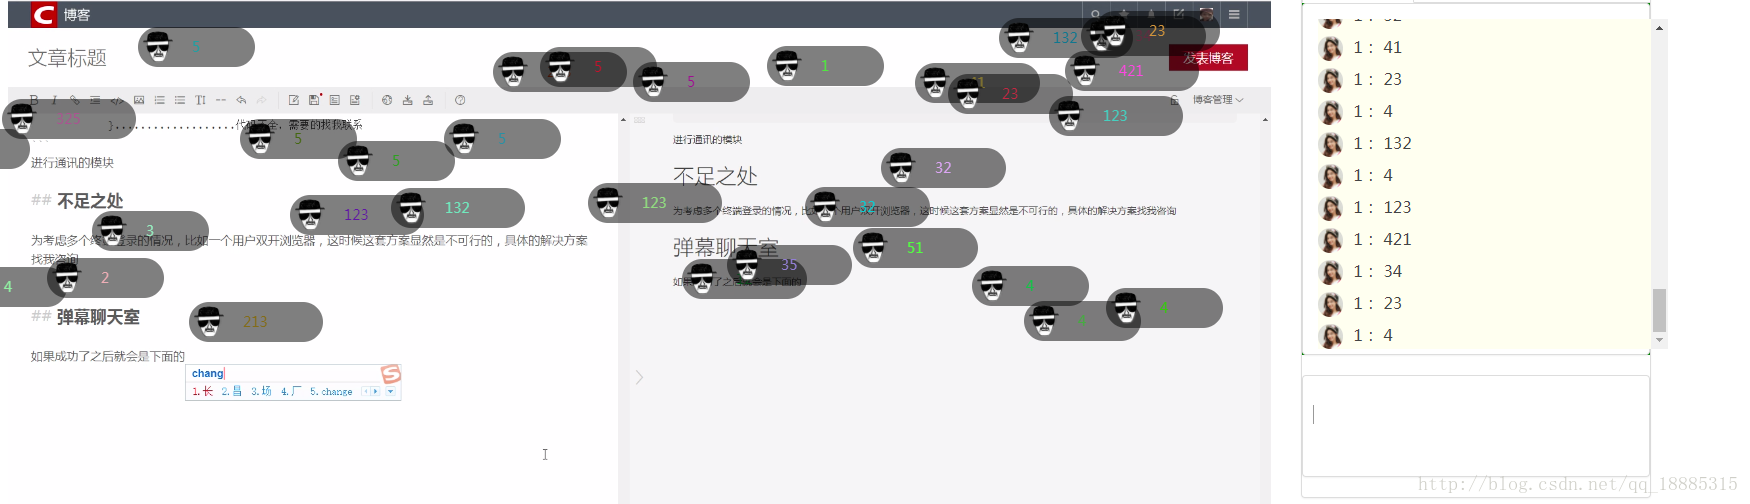 博客
文章标题
发表博客
博客管理
5
5
5
1
132
23
421
41
23
123
325
}...................代码不全，需要的找我联系
5
5
5
进行通讯的模块
## 不足之处
123
132
3
为考虑多个终端登录的情况，比如一个用户双开浏览器，这时候这套方案显然是不可行的，具体的解决方案
找我咨询
4
2
## 弹幕聊天室
213
如果成功了之后就会是下面的
chang
1.长 2.昌 3.场 4.厂 5.change
进行通讯的模块
不足之处
32
123
32
为考虑多个终端登录的情况，比如一个用户双开浏览器，这时候这套方案显然是不可行的，具体的解决方案找我咨询
弹幕聊天室
51
35
如果成功了之后就会是下面的
4
4
4
1： 32
1： 41
1： 23
1： 4
1： 132
1： 4
1： 123
1： 421
1： 34
1： 23
1： 4
http://blog.csdn.net/qq_18885315